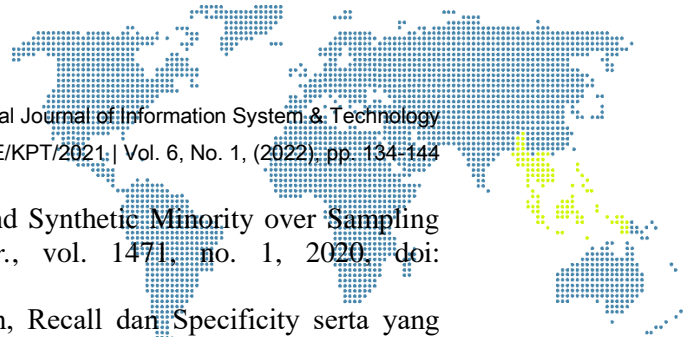 al Journal of Information System & Technology
E/KPT/2021 | Vol. 6, No. 1, (2022), pp. 134-144
nd Synthetic Minority over Sampling
r., vol. 1471, no. 1, 2020, doi:
n, Recall dan Specificity serta yang